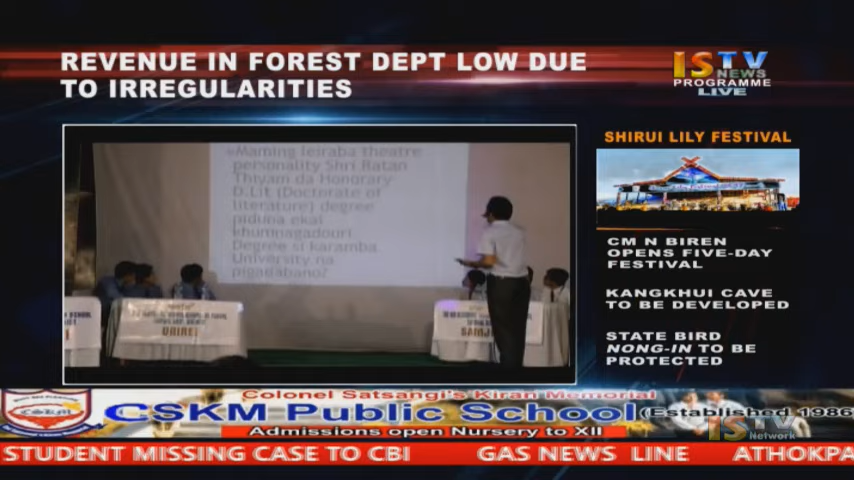 REVENUE IN FOREST DEPT LOW DUE
TO IRREGULARITIES
ISTV
NEWS
PROGRAMME
LIVE
Maming leiraba theatre
personality Shri Ratan
Thiyam da Honorary
D.Lit (Doctorate of
literature) degree
piduna ekai
khumnagadouri
Degree si karamba
University na
pigadabano?
UNIREI
SHIRUI LILY FESTIVAL
CM N BIREN
OPENS FIVE-DAY
FESTIVAL
KANGKHUI CAVE
TO BE DEVELOPED
STATE BIRD
NONG-IN TO BE
PROTECTED
Colonel Satsangi's Kiran Memorial
CSKM Public School (Established 1986
Admissions open Nursery to XII
CSKM
ISTV
Network
STUDENT MISSING CASE TO CBI GAS NEWS LINE ATHOKPA